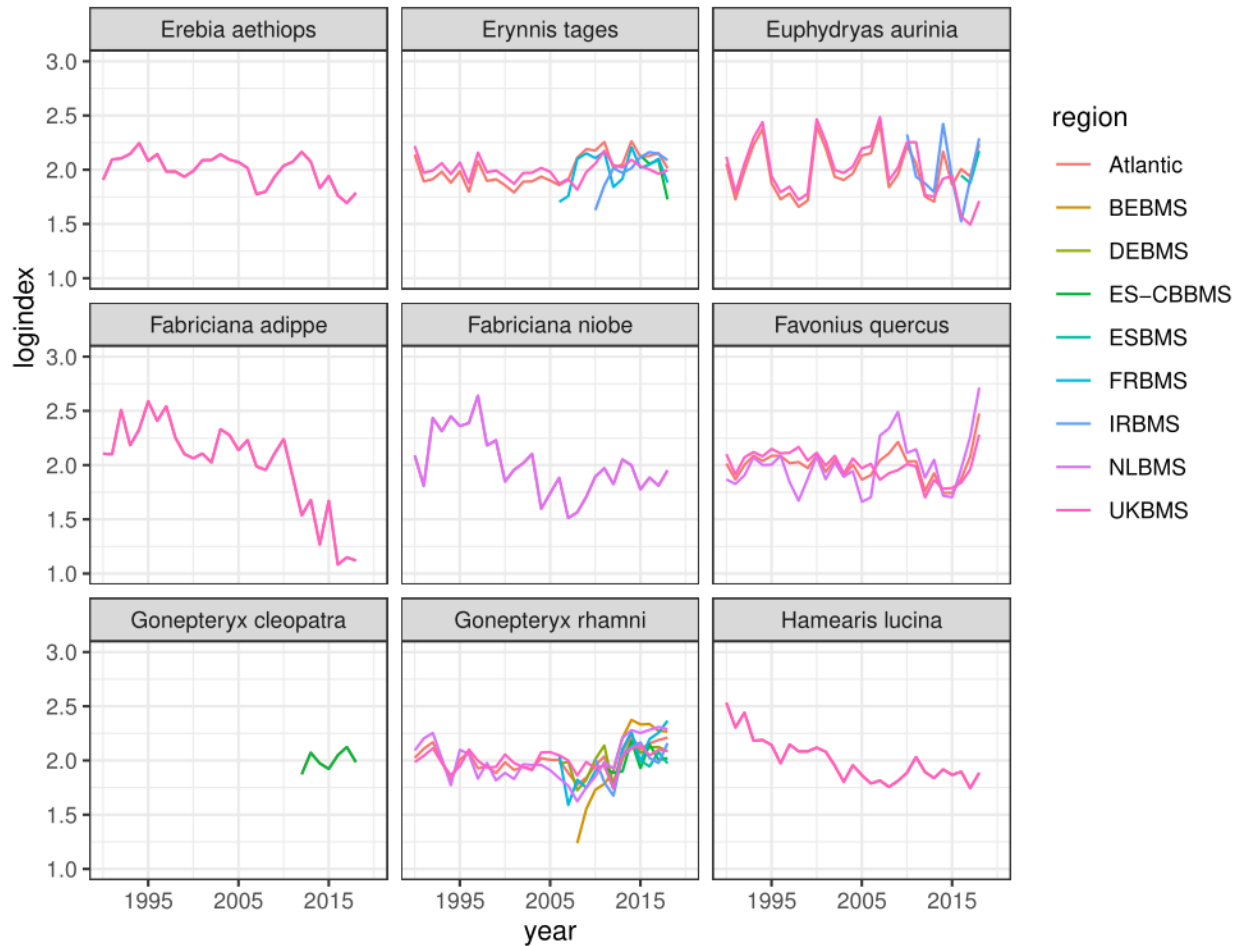 Erebia aethiops
Erynnis tages
Euphydryas aurinia
3.0
2.5
2.0
1.5
1.0
Fabriciana adippe
Fabriciana niobe
Favonius quercus
3.0
2.5
2.0
1.5
1.0
Gonepteryx cleopatra
Gonepteryx rhamni
Hamearis lucina
3.0
2.5
2.0
1.5
1.0
1995 2005 2015
1995 2005 2015
1995 2005 2015
year
logindex
region
Atlantic
BEBMS
DEBMS
ES−CBBMS
ESBMS
FRBMS
IRBMS
NLBMS
UKBMS